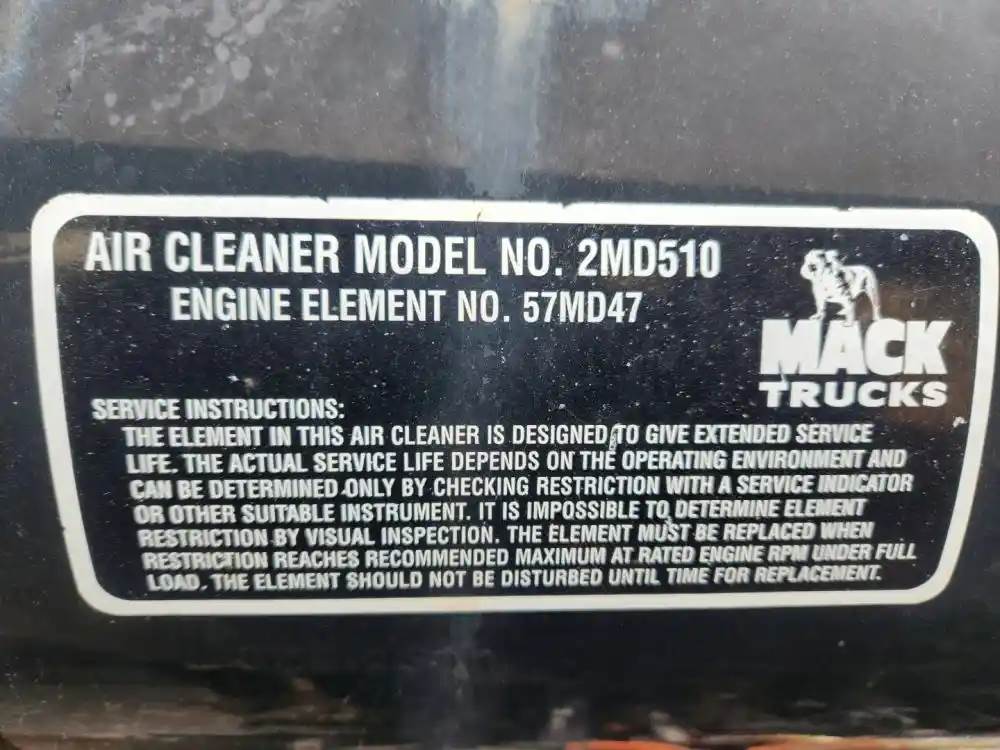 AIR CLEANER MODEL NO. 2MD510
ENGINE ELEMENT NO. 57MD47
MACK
TRUCKS
SERVICE INSTRUCTIONS:
THE ELEMENT IN THIS AIR CLEANER IS DESIGNED TO GIVE EXTENDED SERVICE
LIFE. THE ACTUAL SERVICE LIFE DEPENDS ON THE OPERATING ENVIRONMENT AND
CAN BE DETERMINED ONLY BY CHECKING RESTRICTION WITH A SERVICE INDICATOR
OR OTHER SUITABLE INSTRUMENT. IT IS IMPOSSIBLE TO DETERMINE ELEMENT
RESTRICTION BY VISUAL INSPECTION. THE ELEMENT MUST BE REPLACED WHEN
RESTRICTION REACHES RECOMMENDED MAXIMUM AT RATED ENGINE RPM UNDER FULL
LOAD. THE ELEMENT SHOULD NOT BE DISTURBED UNTIL TIME FOR REPLACEMENT.